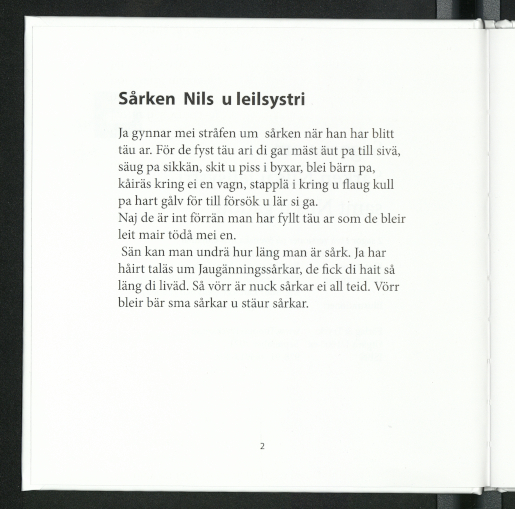 Sårken Nils u leilsystri
Ja gynnar mei stråfen um sårken när han har blitt
täu ar. För de fyst täu ari di gar mäst äut pa till sivä,
säug pa sikkän, skit u piss i byxar, blei bärn pa,
kåiräs kring ei en vagn, stapplä i kring u flaug kull
pa hart gålv för till försök u lär si ga.
Naj de är int förrän man har fyllt täu ar som de bleir
leit mair tödå mei en.
Sän kan man undrä hur läng man är sårk. Ja har
håirt taläs um Jaugänningssårkar, de fick di hait så
läng di liväd. Så vörr är nuck sårkar ei all teid. Vörr
bleir bär sma sårkar u stäur sårkar.
2